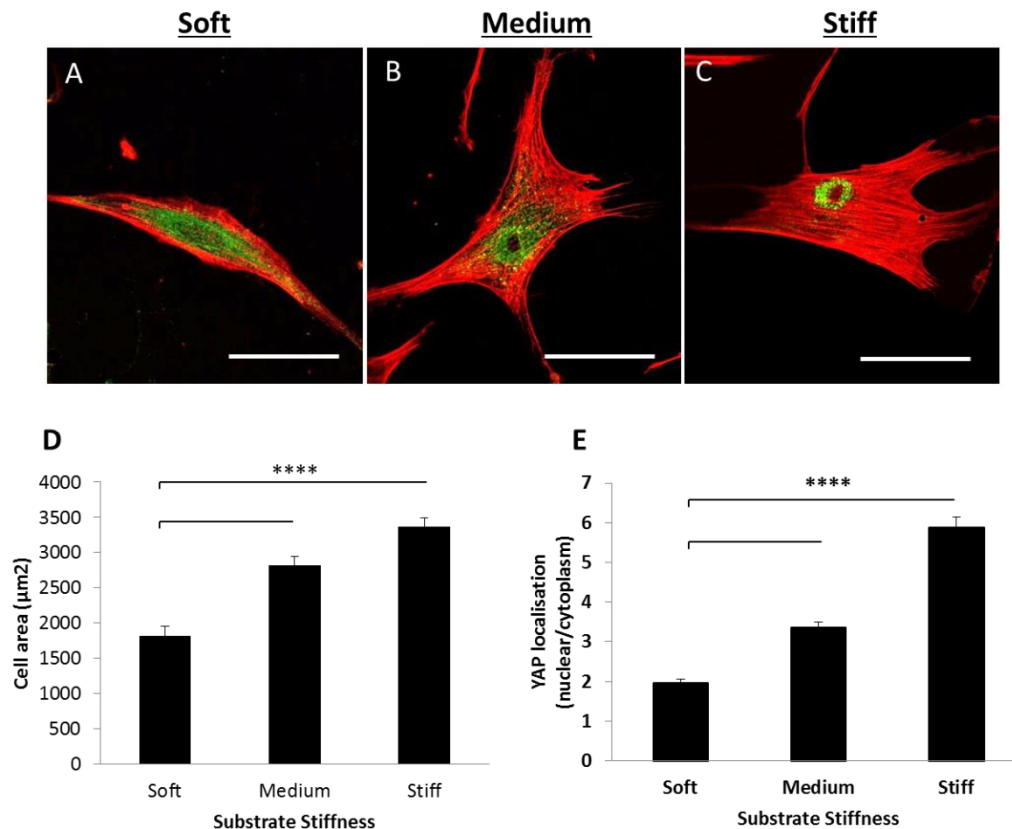 Soft Medium Stiff
A B C
D
****
4000
3500
3000
2500
2000
1500
1000
500
0
Cell area (µm2)
Soft Medium Stiff
Substrate Stiffness
E
****
7
6
5
4
3
2
1
0
YAP localisation
(nuclear/cytoplasm)
Soft Medium Stiff
Substrate Stiffness